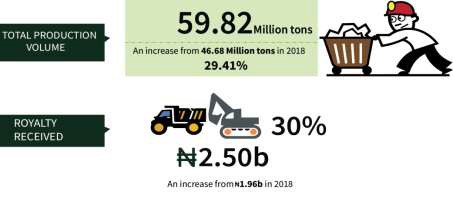 TOTAL PRODUCTION
VOLUME
59.82 Million tons
An increase from 46.68 Million tons in 2018
29.41%
ROYALTY
RECEIVED
30%
₦2.50b
An increase from ₦1.96b in 2018